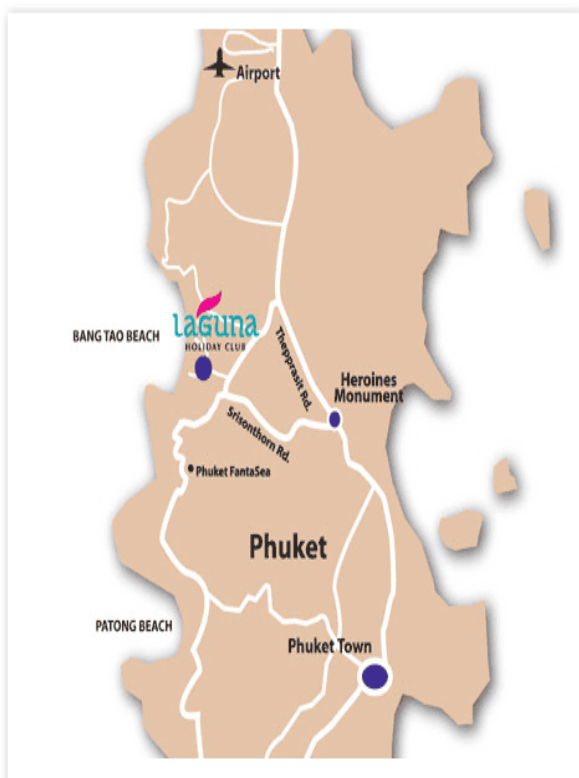 Airport
laguna
HOLIDAY CLUB
BANG TAO BEACH
Thepprasit Rd.
Heroines
Monument
Srisonthorn Rd.
Phuket FantaSea
Phuket
PATONG BEACH
Phuket Town